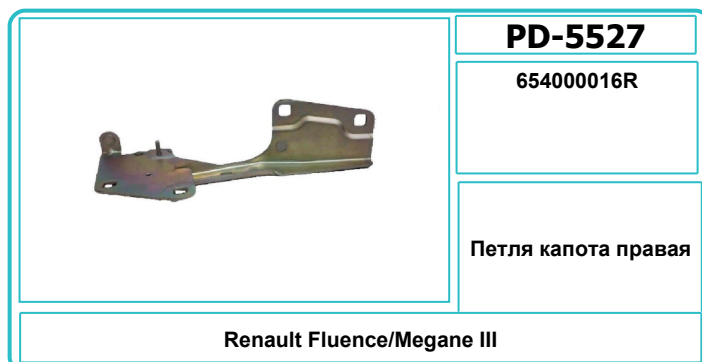 PD-5527
654000016R
Петля капота правая
Renault Fluence/Megane III